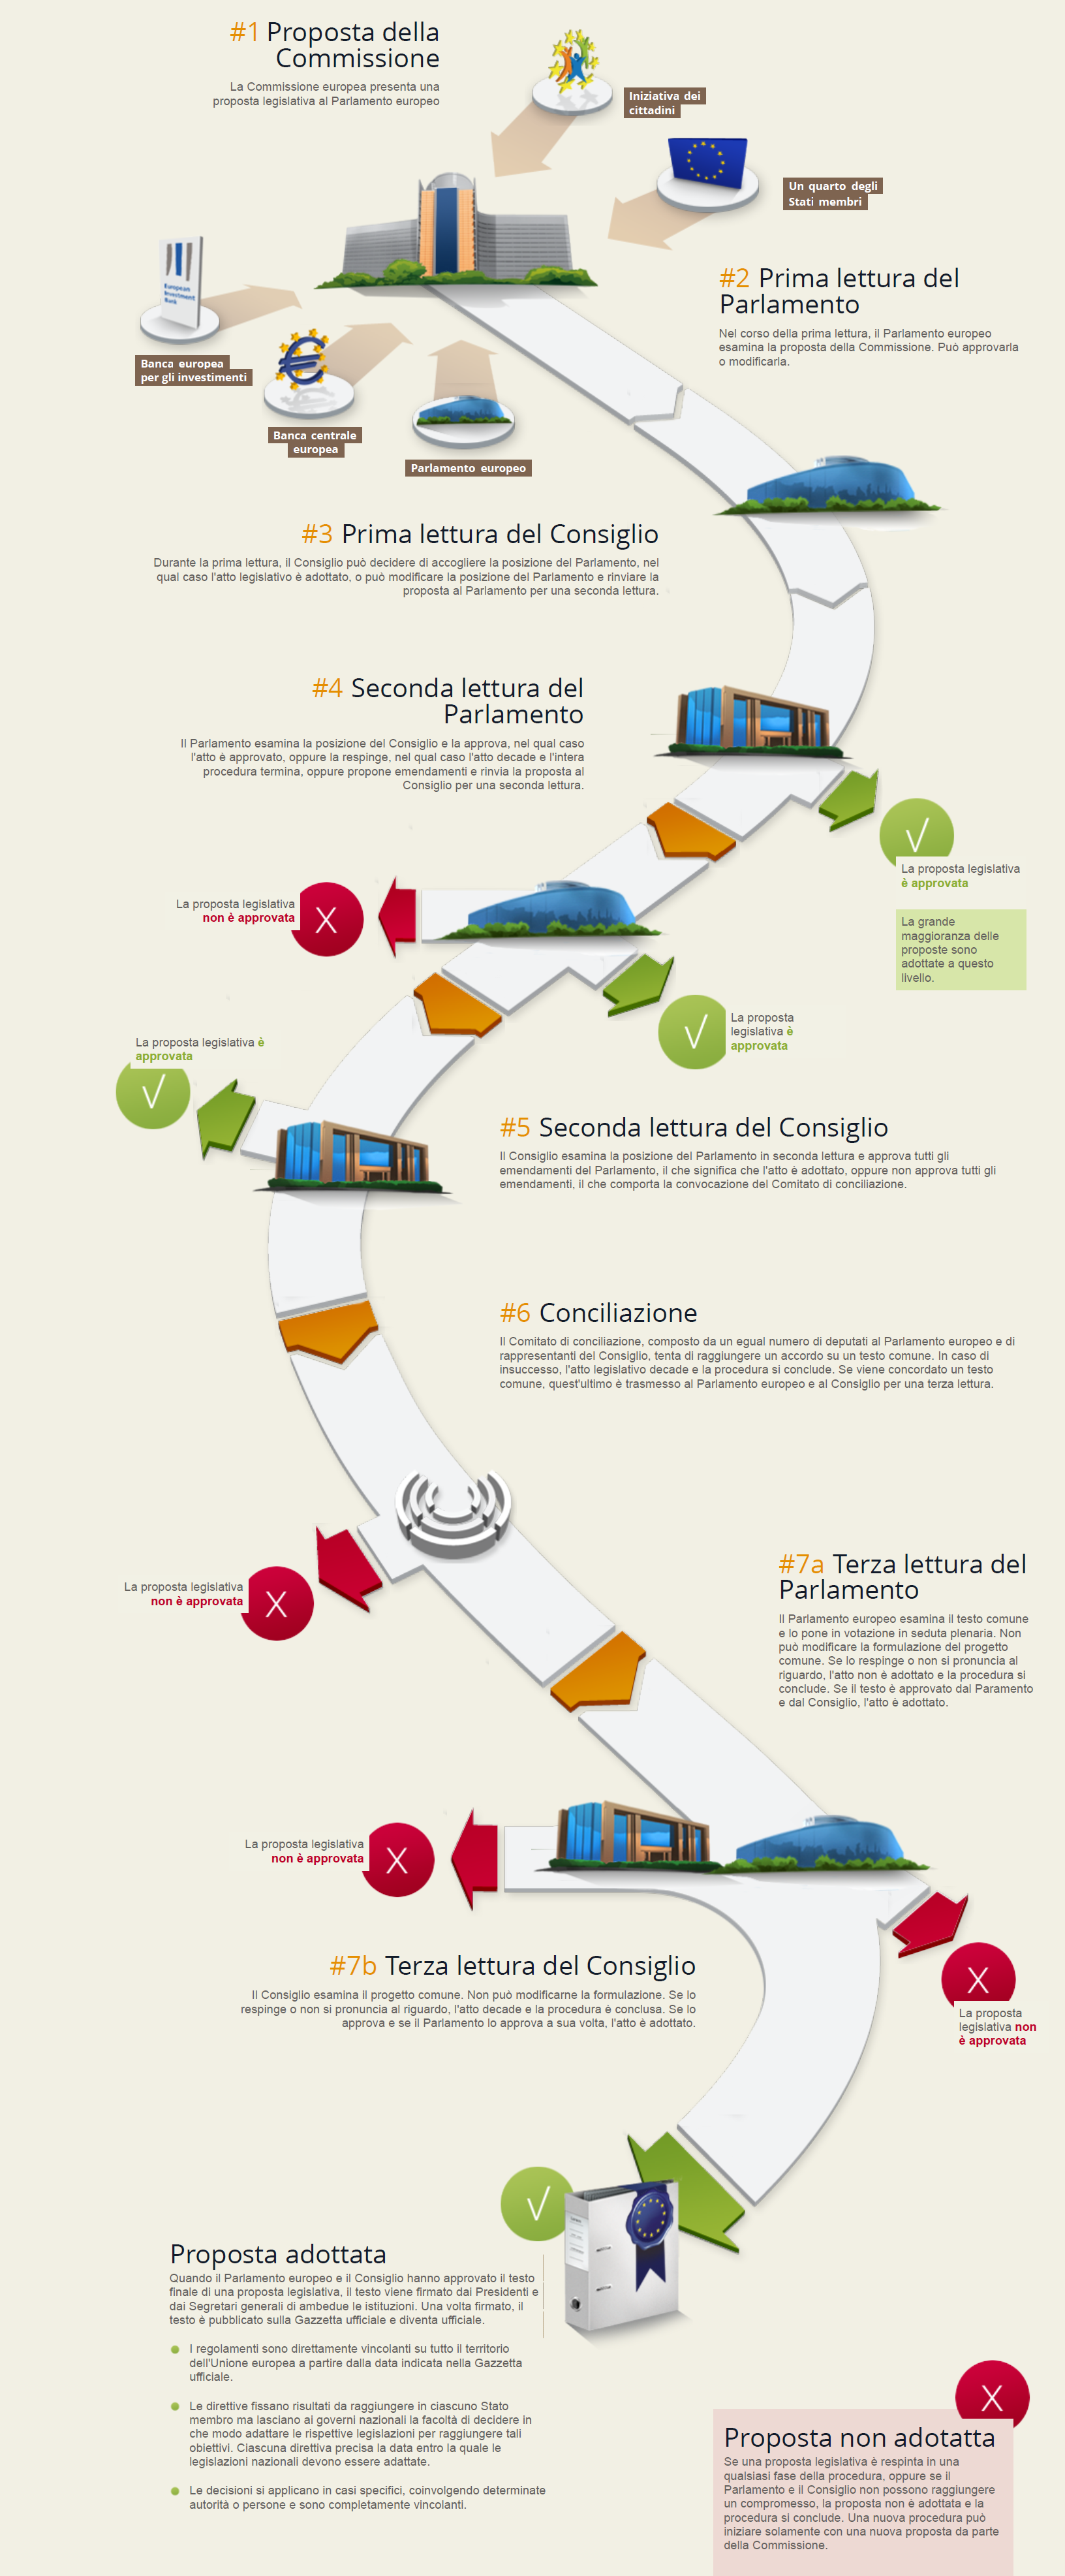 #1 Proposta della
Commissione
La Commissione europea presenta una
proposta legislativa al Parlamento europeo
Iniziativa dei
cittadini
Un quarto degli
Stati membri
European
Investment
Bank
Banca europea
per gli investimenti
Banca centrale
europea
Parlamento europeo
#2 Prima lettura del
Parlamento
Nel corso della prima lettura, il Parlamento europeo
esamina la proposta della Commissione. Può approvarla
o modificarla.
#3 Prima lettura del Consiglio
Durante la prima lettura, il Consiglio può decidere di accogliere la posizione del Parlamento, nel
qual caso l'atto legislativo è adottato, o può modificare la posizione del Parlamento e rinviare la
proposta al Parlamento per una seconda lettura.
#4 Seconda lettura del
Parlamento
Il Parlamento esamina la posizione del Consiglio e la approva, nel qual caso
l'atto è approvato, oppure la respinge, nel qual caso l'atto decade e l'intera
procedura termina, oppure propone emendamenti e rinvia la proposta al
Consiglio per una seconda lettura.
La proposta legislativa
è approvata
La grande
maggioranza delle
proposte sono
adottate a questo
livello.
La proposta legislativa
non è approvata
X
La proposta
legislativa è
approvata
La proposta legislativa è
approvata
#5 Seconda lettura del Consiglio
Il Consiglio esamina la posizione del Parlamento in seconda lettura e approva tutti gli
emendamenti del Parlamento, il che significa che l'atto è adottato, oppure non approva tutti gli
emendamenti, il che comporta la convocazione del Comitato di conciliazione.
#6 Conciliazione
Il Comitato di conciliazione, composto da un egual numero di deputati al Parlamento europeo e di
rappresentanti del Consiglio, tenta di raggiungere un accordo su un testo comune. In caso di
insuccesso, l'atto legislativo decade e la procedura si conclude. Se viene concordato un testo
comune, quest'ultimo è trasmesso al Parlamento europeo e al Consiglio per una terza lettura.
La proposta legislativa
non è approvata
X
#7a Terza lettura del
Parlamento
Il Parlamento europeo esamina il testo comune
e lo pone in votazione in seduta plenaria. Non
può modificare la formulazione del progetto
comune. Se lo respinge o non si pronuncia al
riguardo, l'atto non è adottato e la procedura si
conclude. Se il testo è approvato dal Paramento
e dal Consiglio, l'atto è adottato.
La proposta legislativa
non è approvata
X
#7b Terza lettura del Consiglio
Il Consiglio esamina il progetto comune. Non può modificarne la formulazione. Se lo
respinge o non si pronuncia al riguardo, l'atto decade e la procedura è conclusa. Se lo
approva e se il Parlamento lo approva a sua volta, l'atto è adottato.
X
La proposta
legislativa non
è approvata
Proposta adottata
Quando il Parlamento europeo e il Consiglio hanno approvato il testo
finale di una proposta legislativa, il testo viene firmato dai Presidenti e
dai Segretari generali di ambedue le istituzioni. Una volta firmato, il
testo è pubblicato sulla Gazzetta ufficiale e diventa ufficiale.
I regolamenti sono direttamente vincolanti su tutto il territorio
dell'Unione europea a partire dalla data indicata nella Gazzetta
ufficiale.
Le direttive fissano risultati da raggiungere in ciascuno Stato
membro ma lasciano ai governi nazionali la facoltà di decidere in
che modo adattare le rispettive legislazioni per raggiungere tali
obiettivi. Ciascuna direttiva precisa la data entro la quale le
legislazioni nazionali devono essere adattate.
Le decisioni si applicano in casi specifici, coinvolgendo determinate
autorità o persone e sono completamente vincolanti.
X
Proposta non adotatta
Se una proposta legislativa è respinta in una
qualsiasi fase della procedura, oppure se il
Parlamento e il Consiglio non possono raggiungere
un compromesso, la proposta non è adottata e la
procedura si conclude. Una nuova procedura può
iniziare solamente con una nuova proposta da parte
della Commissione.